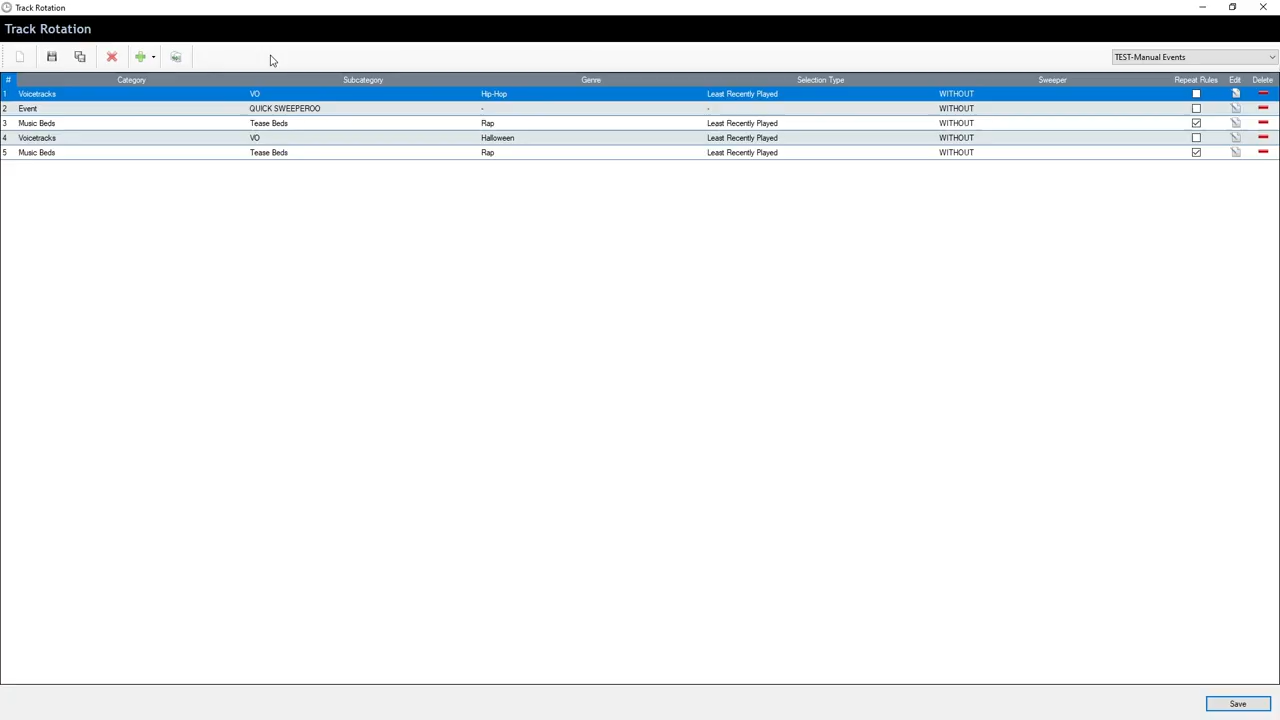 Track Rotation
Track Rotation
TEST-Manual Events
# Category Subcategory Genre Selection Type Sweeper Repeat Rules Edit Delete
1 Voicetracks VO Hip-Hop Least Recently Played WITHOUT
2 Event QUICK SWEEPEROO - - WITHOUT
3 Music Beds Tease Beds Rap Least Recently Played WITHOUT
4 Voicetracks VO Halloween Least Recently Played WITHOUT
5 Music Beds Tease Beds Rap Least Recently Played WITHOUT
Save